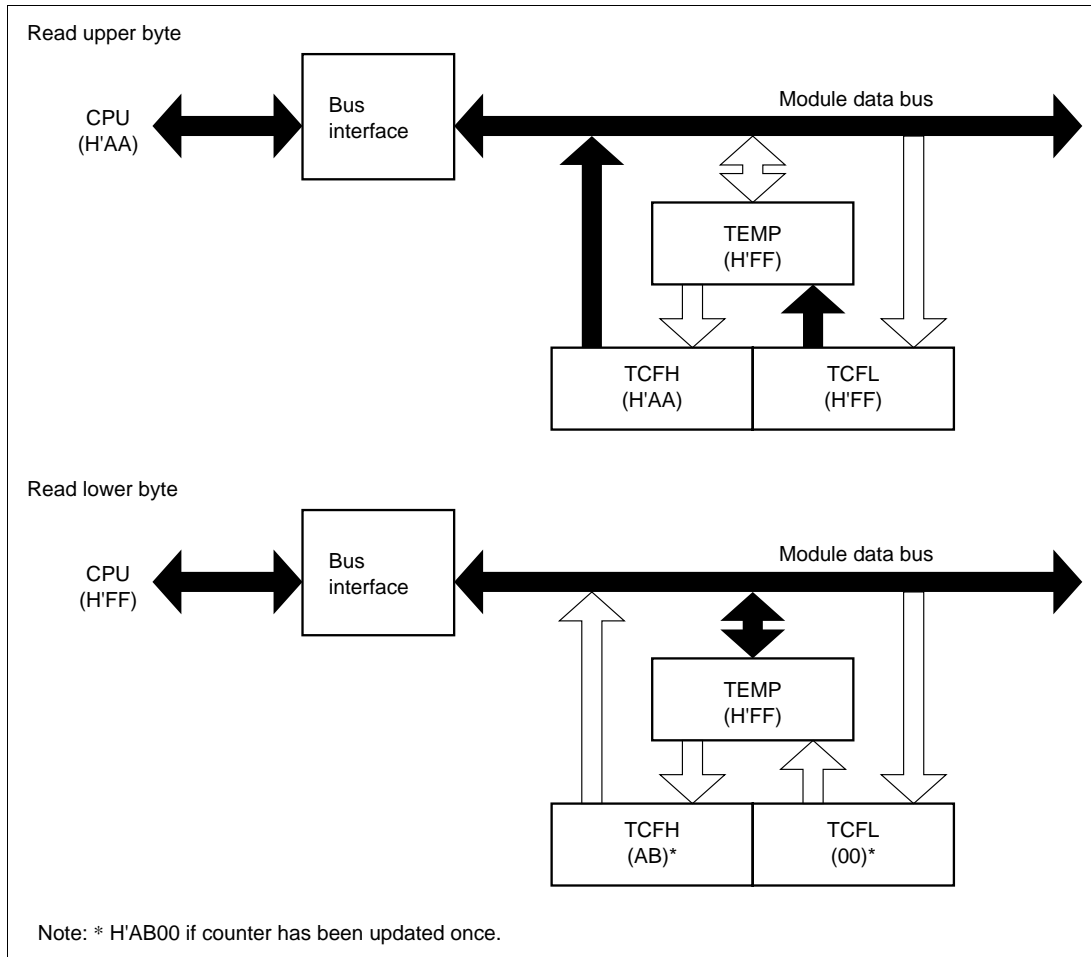 Read upper byte
CPU
(H'AA)
Bus
interface
Module data bus
TEMP
(H'FF)
TCFH
(H'AA)
TCFL
(H'FF)
Read lower byte
CPU
(H'FF)
Bus
interface
Module data bus
TEMP
(H'FF)
TCFH
(AB)*
TCFL
(00)*
Note: * H'AB00 if counter has been updated once.